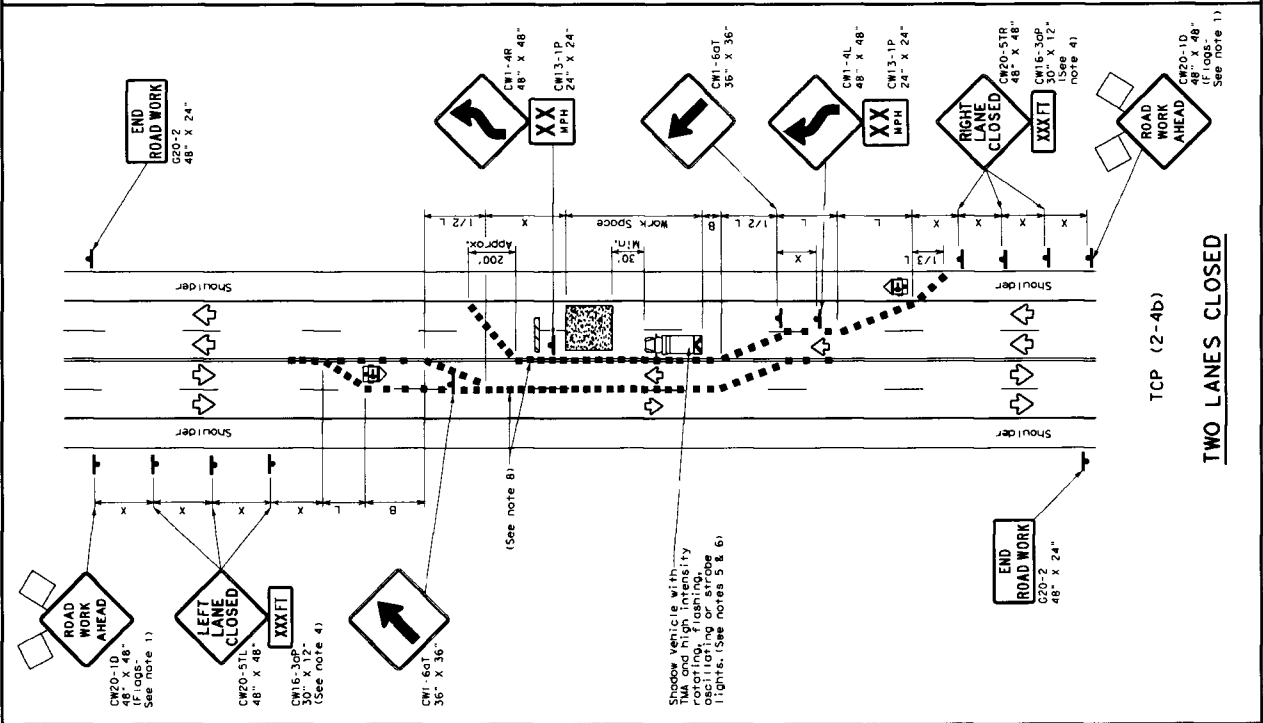 END
ROAD WORK
G20-2
48" X 24"
CW1-4R
48" X 48"
XX
MPH
CW13-1P
24" X 24"
CW1-6aT
36" X 36"
CW1-4L
48" X 48"
XX
MPH
CW13-1P
24" X 24"
RIGHT
LANE
CLOSED
XXX FT
CW20-5TR
48" X 48"
CW16-3aP
30" X 12"
(See
note 4)
ROAD
WORK
AHEAD
CW20-1D
48" X 48"
(Flags-
See note 1)
1/2 L
X
Work Space
B
1/2 L
L
L
X
X
X
X
Approx.
200'
Min.
30'
X
1/3 L
Shoulder
Shoulder
Shoulder
Shoulder
X
X
X
X
L
B
(See note 8)
ROAD
WORK
AHEAD
CW20-1D
48" X 48"
(Flags-
See note 1)
LEFT
LANE
CLOSED
XXX FT
CW20-5TL
48" X 48"
CW16-3aP
30" X 12"
(See note 4)
CW1-6aT
36" X 36"
Shadow Vehicle with
TMA and high intensity
rotating, flashing,
oscillating or strobe
lights. (See notes 5 & 6)
END
ROAD WORK
G20-2
48" X 24"
TCP (2-4b)
TWO LANES CLOSED